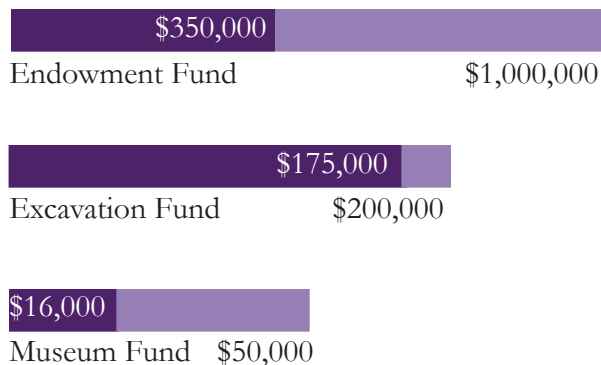 $350,000
Endowment Fund $1,000,000
$175,000
Excavation Fund $200,000
$16,000
Museum Fund $50,000